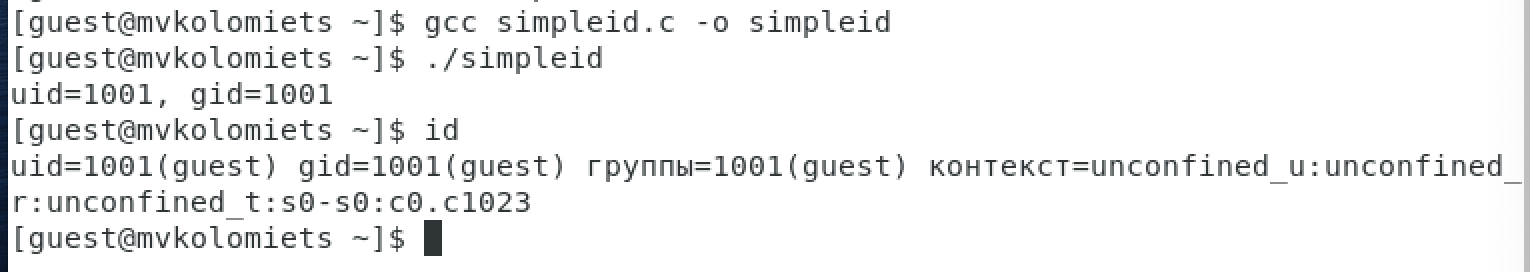 [guest@mvkolomiets ~]$ gcc simpleid.c -o simpleid
[guest@mvkolomiets ~]$ ./simpleid
uid=1001, gid=1001
[guest@mvkolomiets ~]$ id
uid=1001(guest) gid=1001(guest) группы=1001(guest) контекст=unconfined_u:unconfined_
r:unconfined_t:s0-s0:c0.c1023
[guest@mvkolomiets ~]$